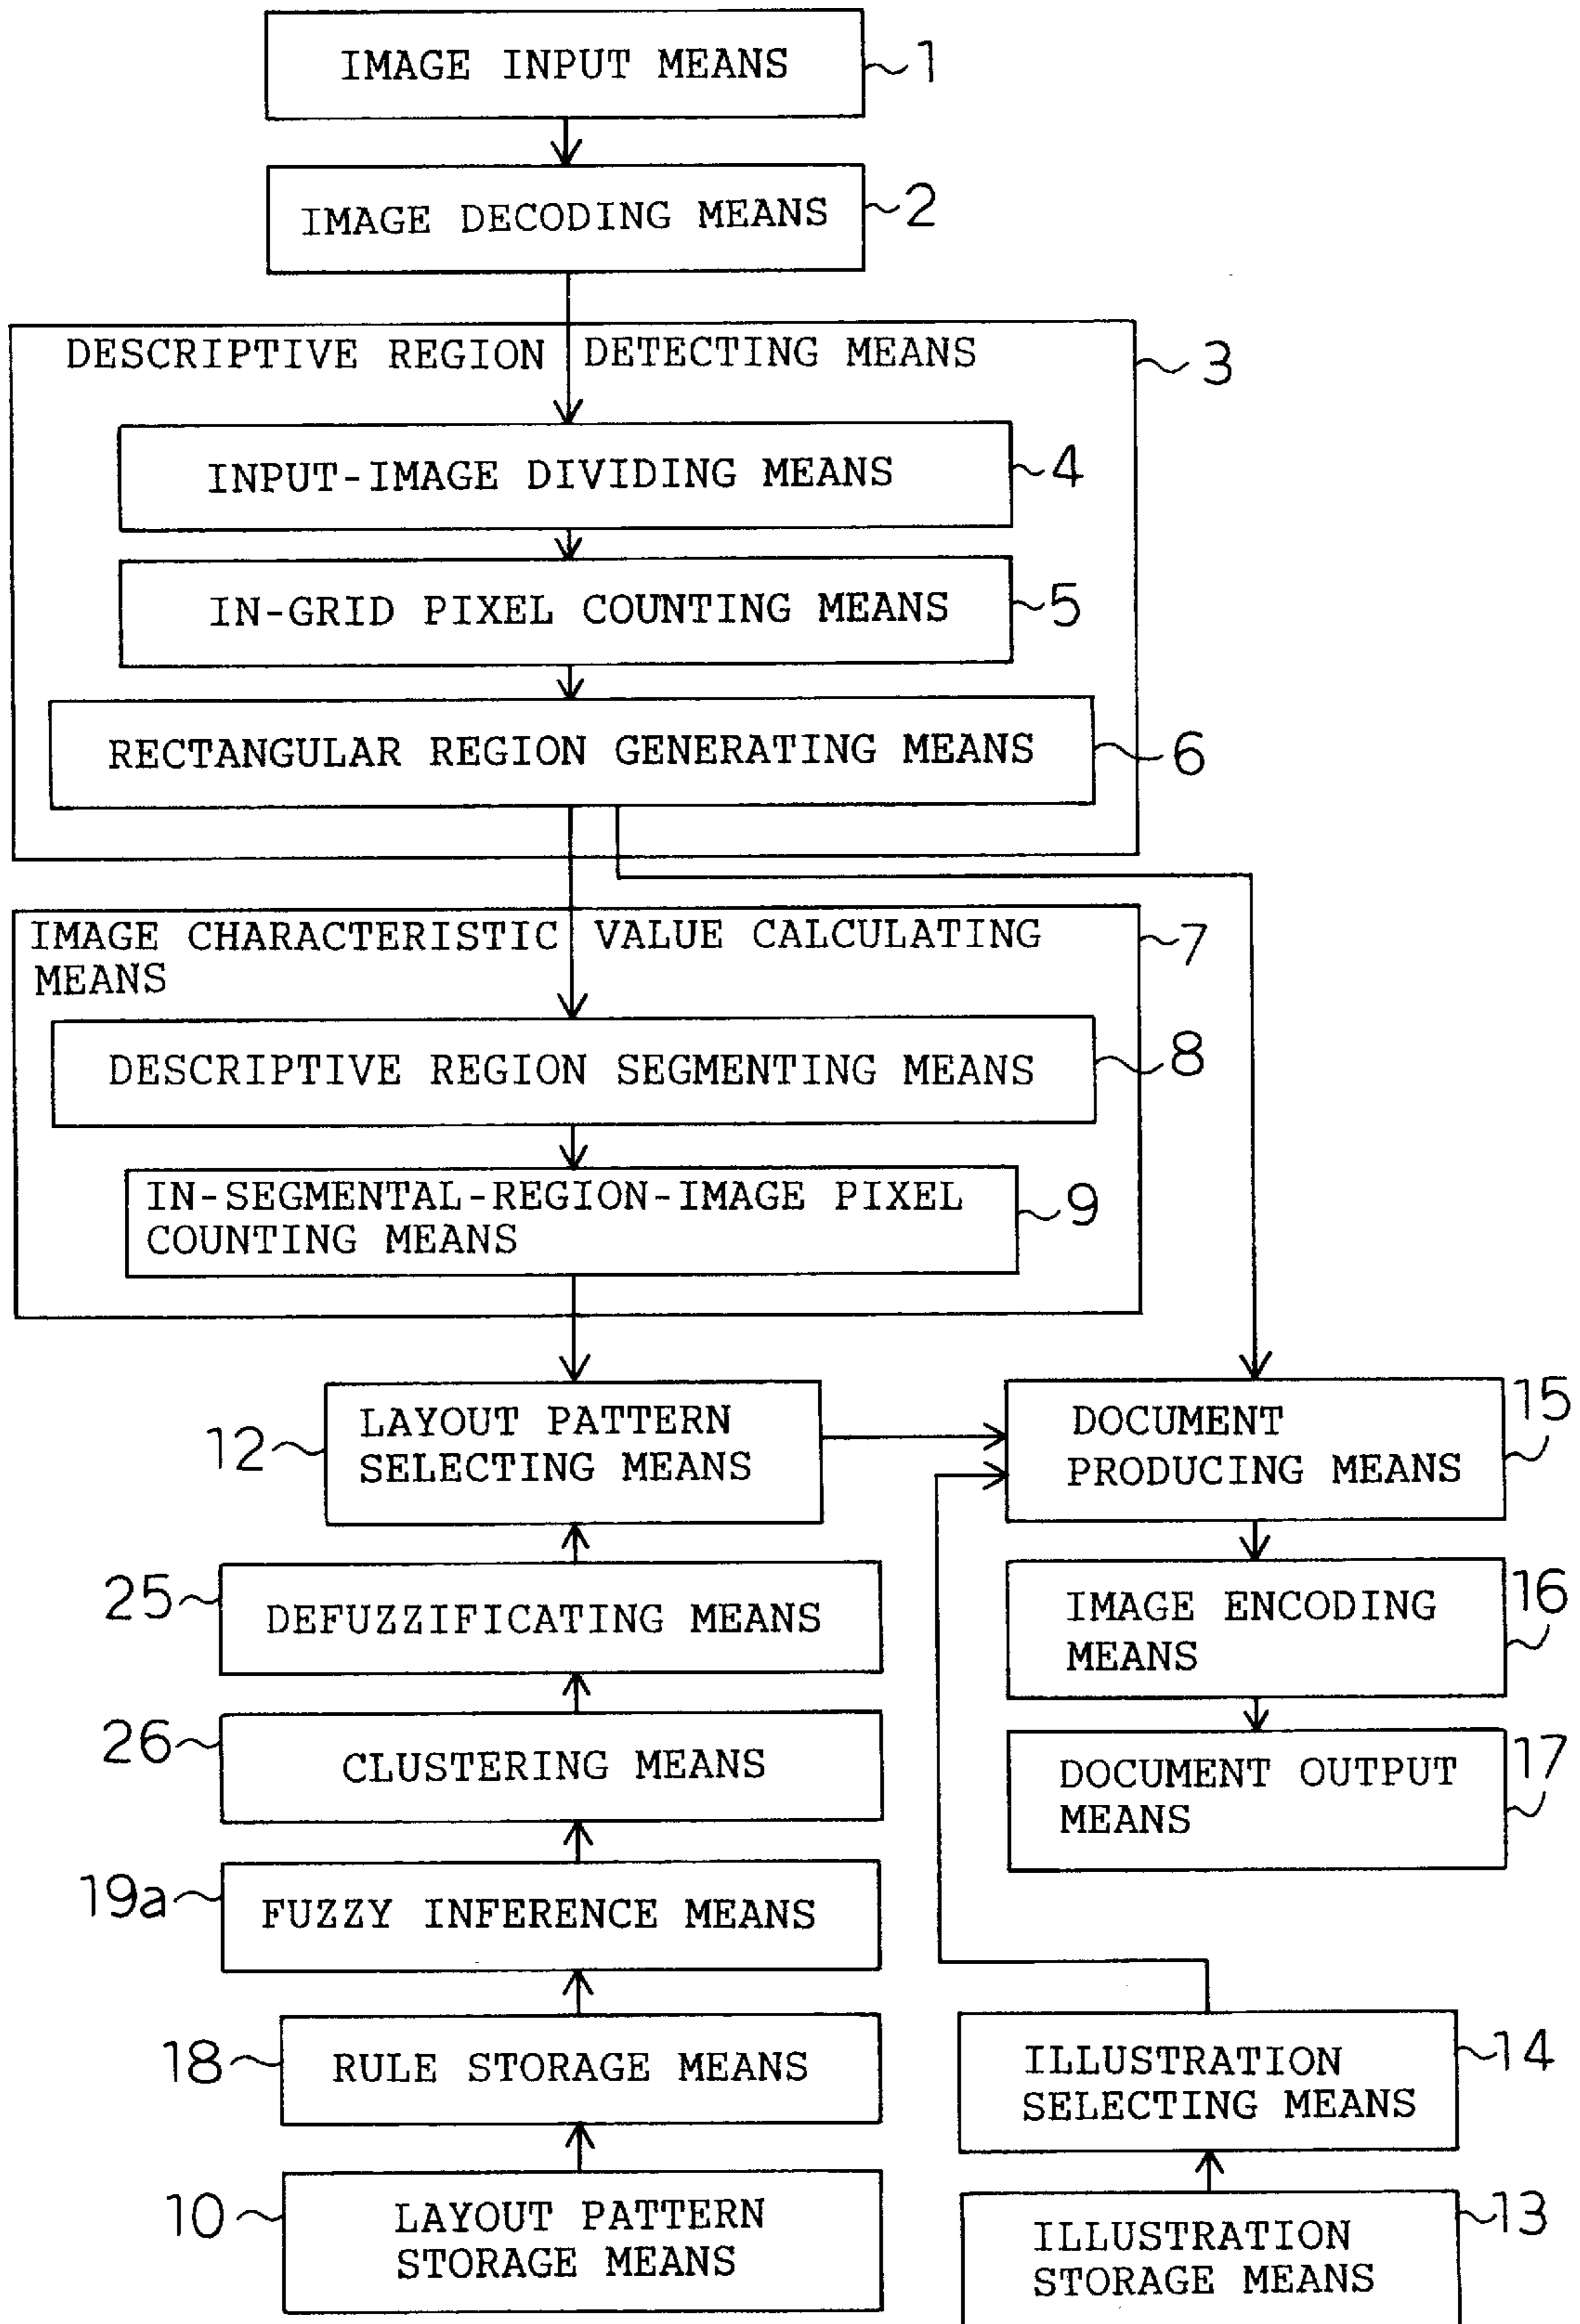 IMAGE INPUT MEANS
1
IMAGE DECODING MEANS
2
DESCRIPTIVE REGION DETECTING MEANS
3
INPUT-IMAGE DIVIDING MEANS
4
IN-GRID PIXEL COUNTING MEANS
5
RECTANGULAR REGION GENERATING MEANS
6
IMAGE CHARACTERISTIC VALUE CALCULATING
MEANS
7
DESCRIPTIVE REGION SEGMENTING MEANS
8
IN-SEGMENTAL-REGION-IMAGE PIXEL
COUNTING MEANS
9
12
LAYOUT PATTERN
SELECTING MEANS
DOCUMENT
PRODUCING MEANS
15
25
DEFUZZIFICATING MEANS
IMAGE ENCODING
MEANS
16
26
CLUSTERING MEANS
DOCUMENT OUTPUT
MEANS
17
19a
FUZZY INFERENCE MEANS
18
RULE STORAGE MEANS
ILLUSTRATION
SELECTING MEANS
14
10
LAYOUT PATTERN
STORAGE MEANS
ILLUSTRATION
STORAGE MEANS
13